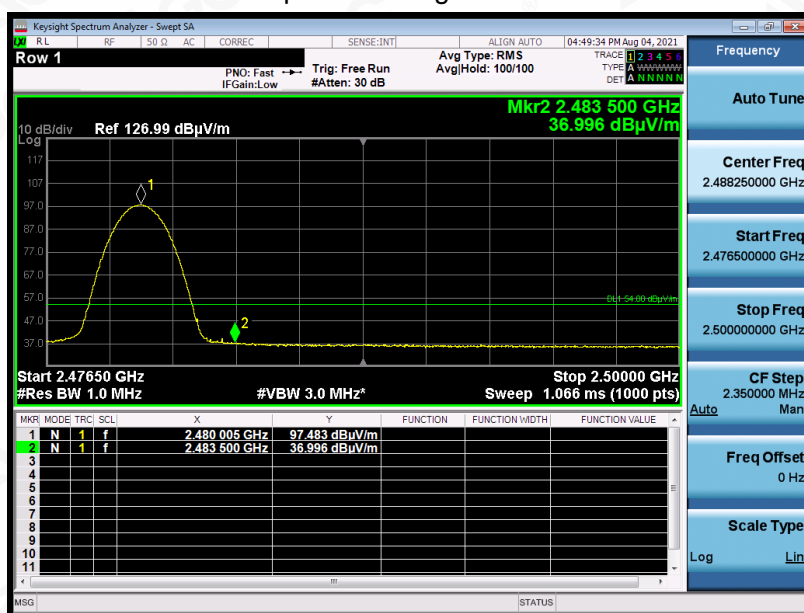 Keysight Spectrum Analyzer - Swept SA
LXI RL RF 50 Ω AC CORREC SENSE:INT ALIGN AUTO 04:49:34 PM Aug 04, 2021
Row 1
PNO: Fast
IFGain:Low
Trig: Free Run
#Atten: 30 dB
Avg Type: RMS
Avg|Hold: 100/100
TRACE 1 2 3 4 5 6
TYPE A WWWWW
DET A N N N N N
Mkr2 2.483 500 GHz
36.996 dBµV/m
10 dB/div Ref 126.99 dBµV/m
Log
117
107
97.0
87.0
77.0
67.0
57.0
47.0
37.0
1
2
DL1 54.00 dBµV/m
Start 2.47650 GHz Stop 2.50000 GHz
#Res BW 1.0 MHz #VBW 3.0 MHz* Sweep 1.066 ms (1000 pts)
MKR MODE TRC SCL X Y FUNCTION FUNCTION WIDTH FUNCTION VALUE
1 N 1 f 2.480 005 GHz 97.483 dBµV/m
2 N 1 f 2.483 500 GHz 36.996 dBµV/m
3
4
5
6
7
8
9
10
11
MSG STATUS
Frequency
Auto Tune
Center Freq
2.488250000 GHz
Start Freq
2.476500000 GHz
Stop Freq
2.500000000 GHz
CF Step
2.350000 MHz
Auto Man
Freq Offset
0 Hz
Scale Type
Log Lin